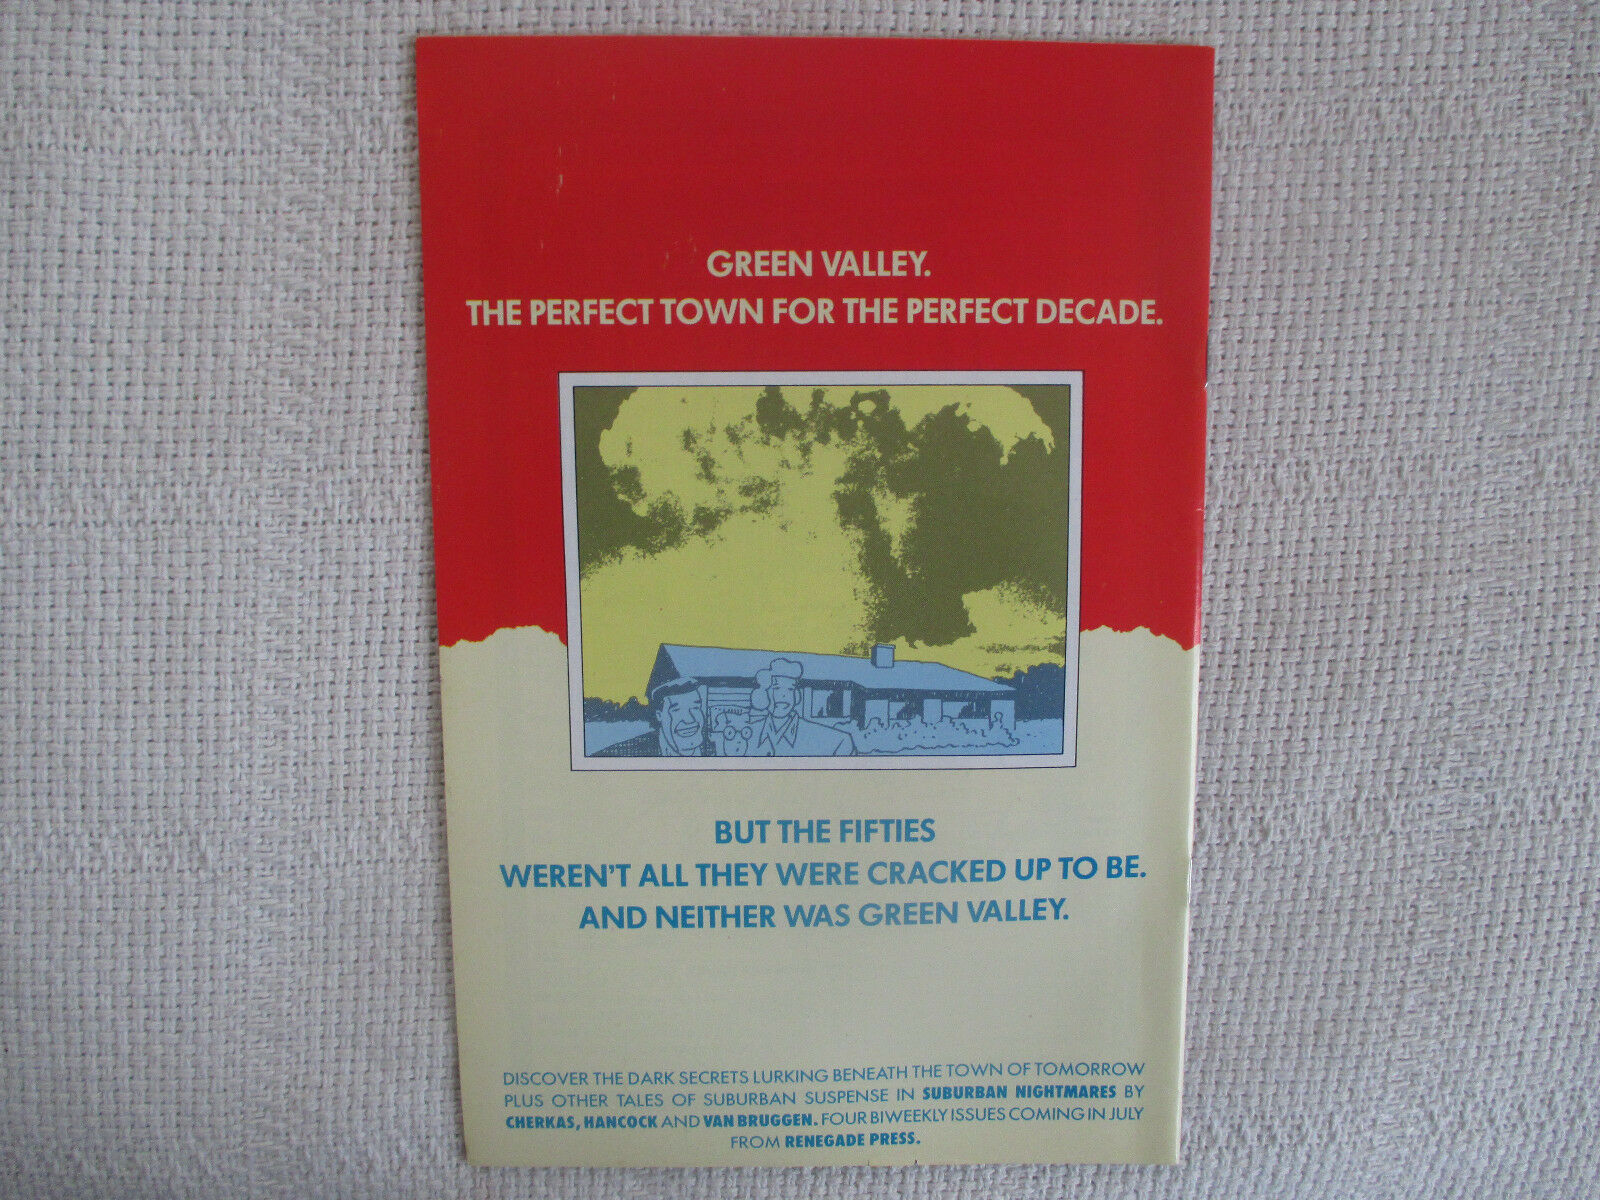 GREEN VALLEY.
THE PERFECT TOWN FOR THE PERFECT DECADE.
BUT THE FIFTIES
WEREN'T ALL THEY WERE CRACKED UP TO BE.
AND NEITHER WAS GREEN VALLEY.
DISCOVER THE DARK SECRETS LURKING BENEATH THE TOWN OF TOMORROW
PLUS OTHER TALES OF SUBURBAN SUSPENSE IN SUBURBAN NIGHTMARES BY
CHERKAS, HANCOCK AND VAN BRUGGEN. FOUR BIWEEKLY ISSUES COMING IN JULY
FROM RENEGADE PRESS.